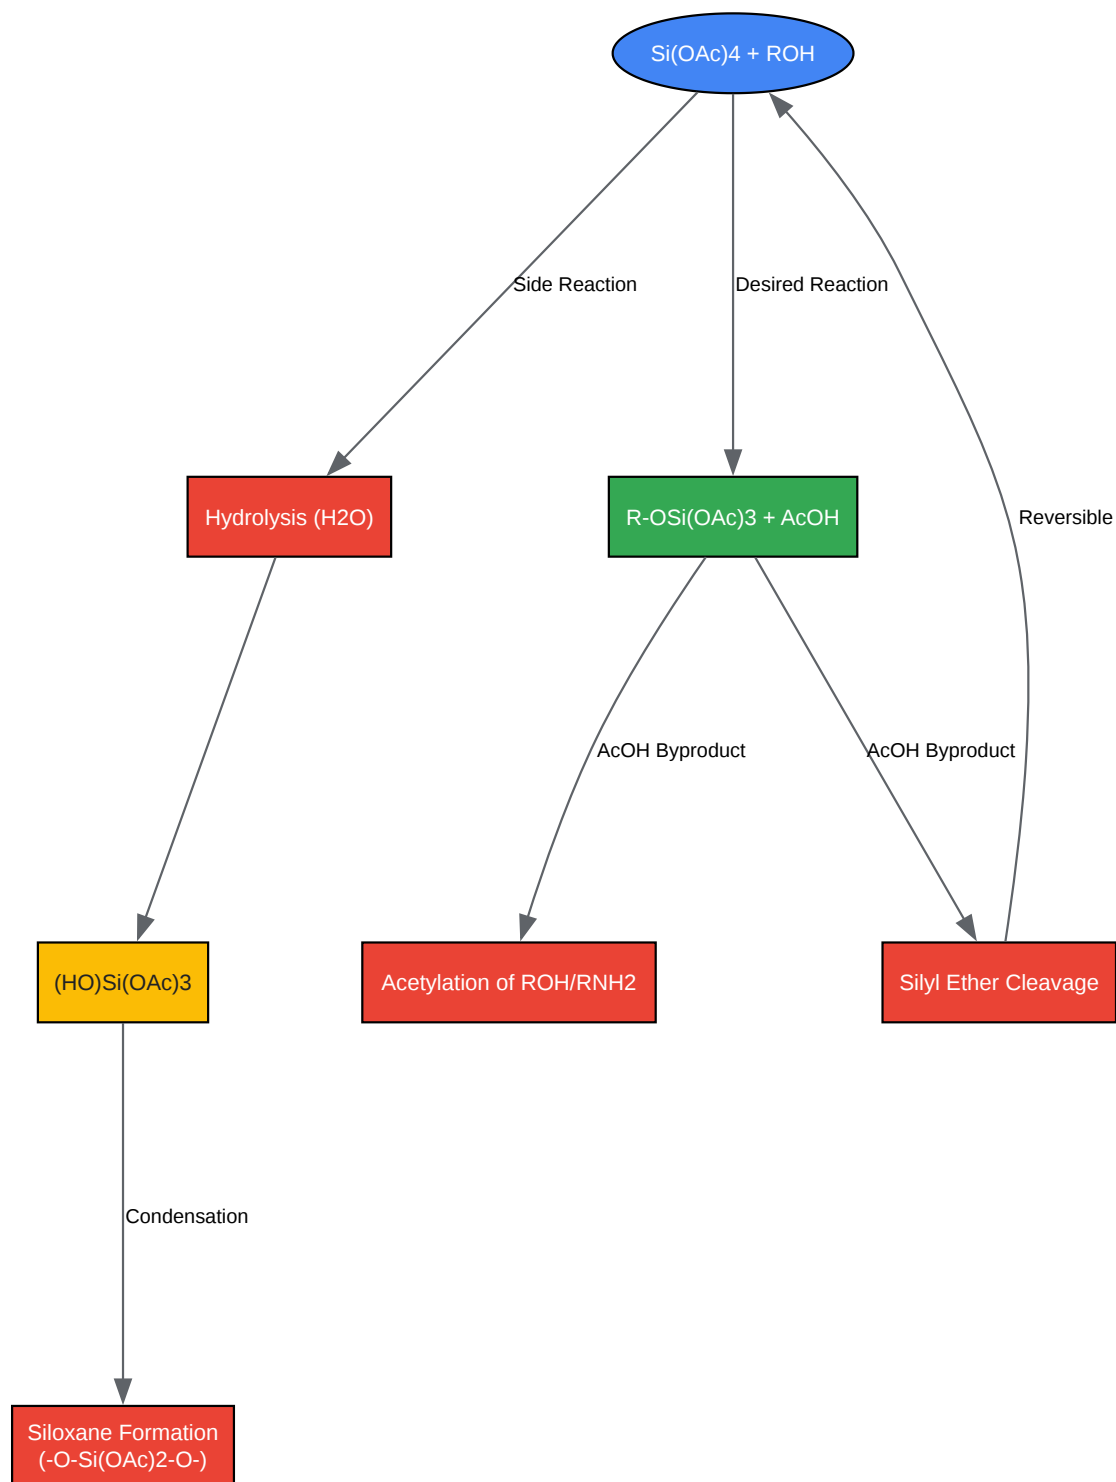 Si(OAc)4 + ROH
Side Reaction
Desired Reaction
Hydrolysis (H2O)
R-OSi(OAc)3 + AcOH
Reversible
AcOH Byproduct
AcOH Byproduct
(HO)Si(OAc)3
Acetylation of ROH/RNH2
Silyl Ether Cleavage
Condensation
Siloxane Formation
(-O-Si(OAc)2-O-)